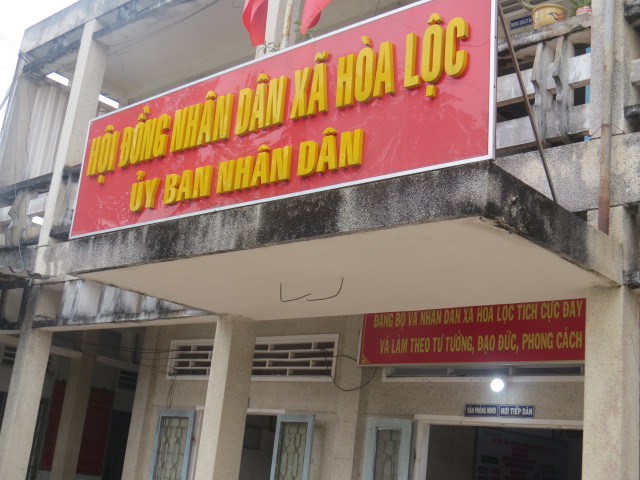 HỘI ĐỒNG NHÂN DÂN XÃ HÒA LỘC
ỦY BAN NHÂN DÂN
ĐẢNG BỘ VÀ NHÂN DÂN XÃ HÒA LỘC TÍCH CỰC ĐẨY
VÀ LÀM THEO TƯ TƯỞNG, ĐẠO ĐỨC, PHONG CÁCH
VĂN PHÒNG HĐND
NƠI TIẾP DÂN